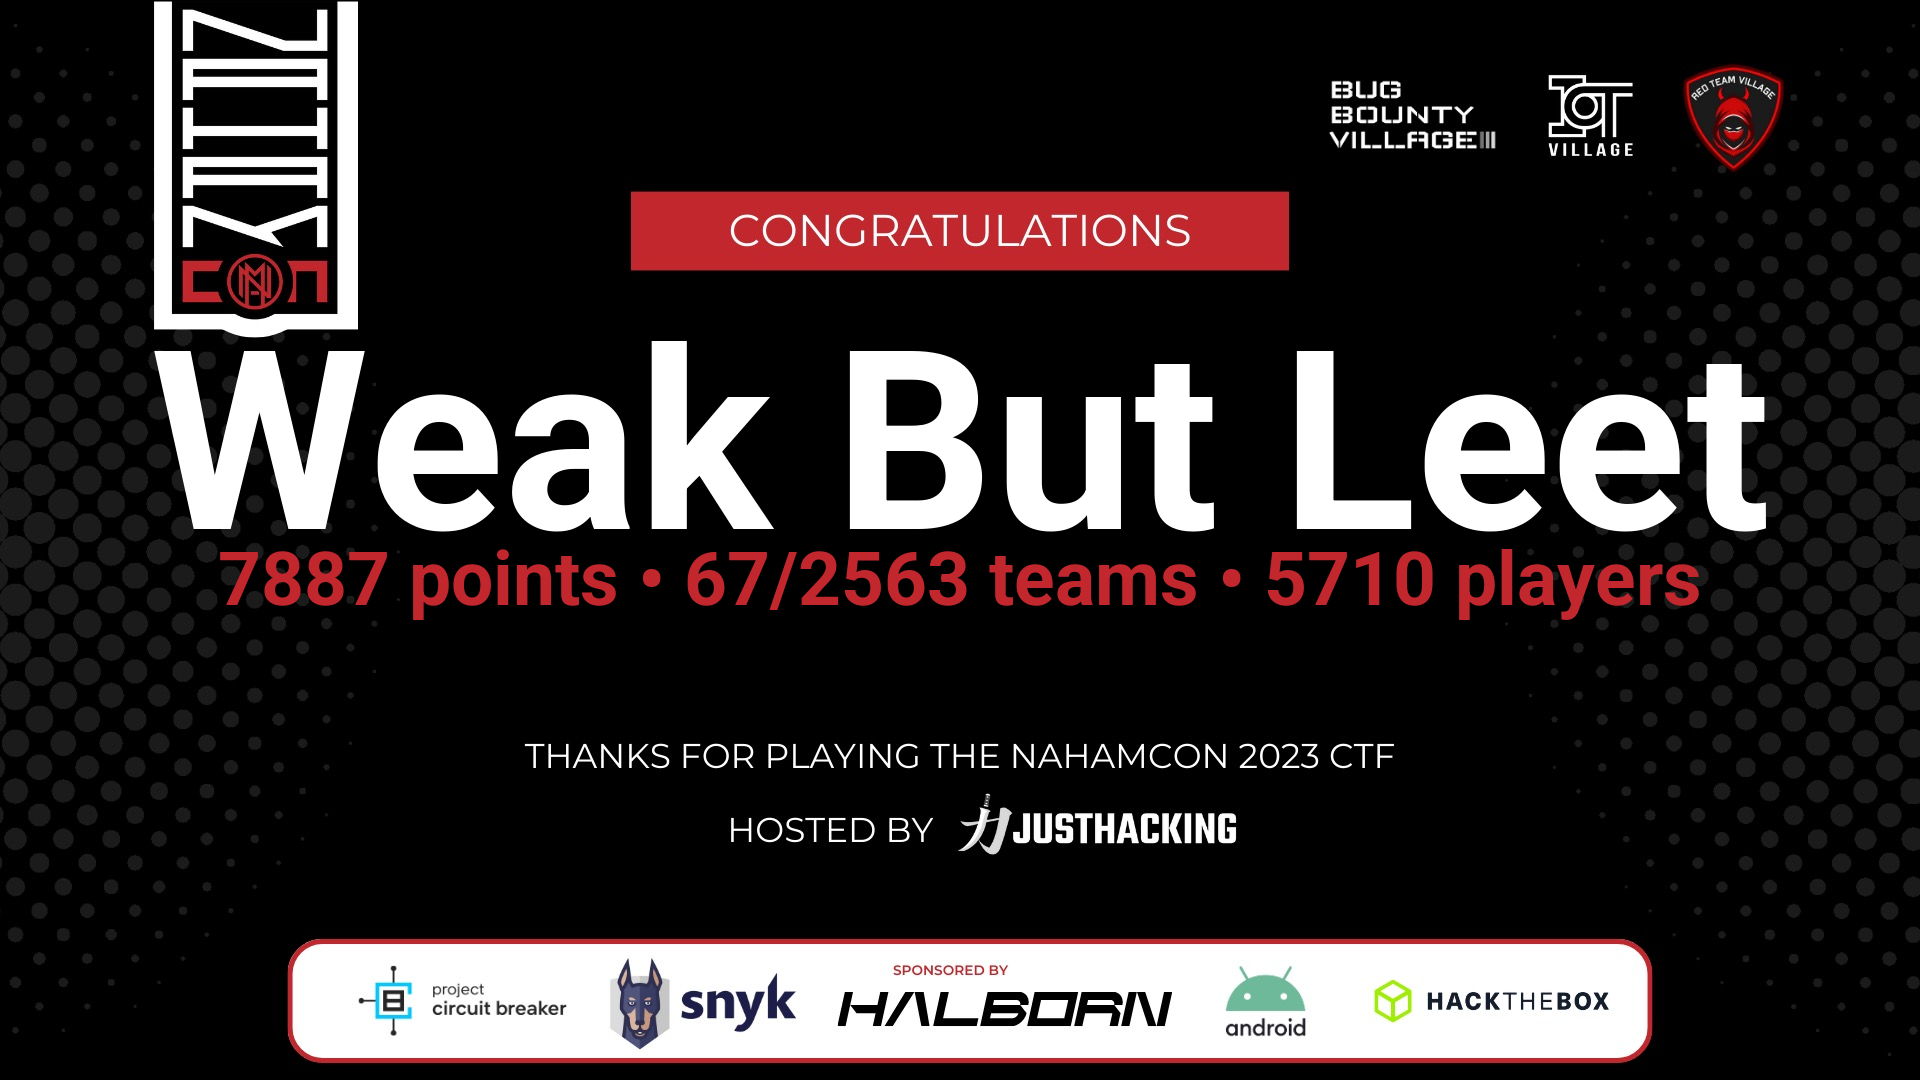 NAHAM
CON
BUG
BOUNTY
VILLAGE
IOT
VILLAGE
RED TEAM VILLAGE
CONGRATULATIONS
Weak But Leet
7887 points • 67/2563 teams • 5710 players
THANKS FOR PLAYING THE NAHAMCON 2023 CTF
HOSTED BY JUSTHACKING
SPONSORED BY
project
circuit breaker
snyk
HALBORN
android
HACKTHEBOX